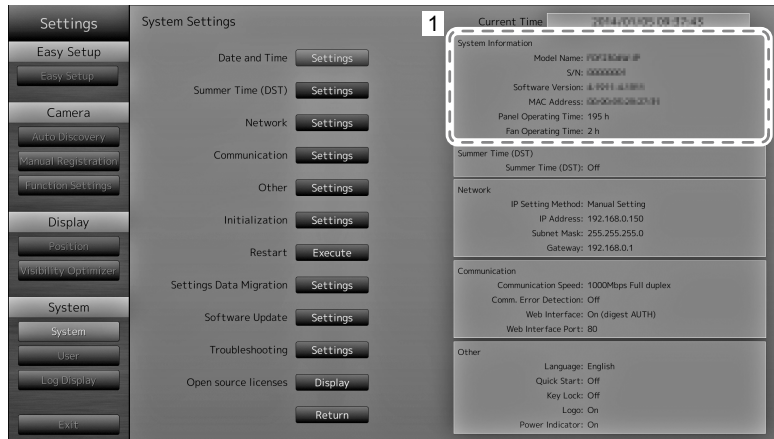 Settings
Easy Setup
Easy Setup
Camera
Auto Discovery
Manual Registration
Function Settings
Display
Position
Visibility Optimizer
System
System
User
Log Display
Exit
System Settings
Date and Time Settings
Summer Time (DST) Settings
Network Settings
Communication Settings
Other Settings
Initialization Settings
Restart Execute
Settings Data Migration Settings
Software Update Settings
Troubleshooting Settings
Open source licenses Display
Return
1
Current Time
System Information
Model Name:
S/N:
Software Version:
MAC Address:
Panel Operating Time: 195 h
Fan Operating Time: 2 h
Summer Time (DST)
Summer Time (DST): Off
Network
IP Setting Method: Manual Setting
IP Address: 192.168.0.150
Subnet Mask: 255.255.255.0
Gateway: 192.168.0.1
Communication
Communication Speed: 1000Mbps Full duplex
Comm. Error Detection: Off
Web Interface: On (digest AUTH)
Web Interface Port: 80
Other
Language: English
Quick Start: Off
Key Lock: Off
Logo: On
Power Indicator: On